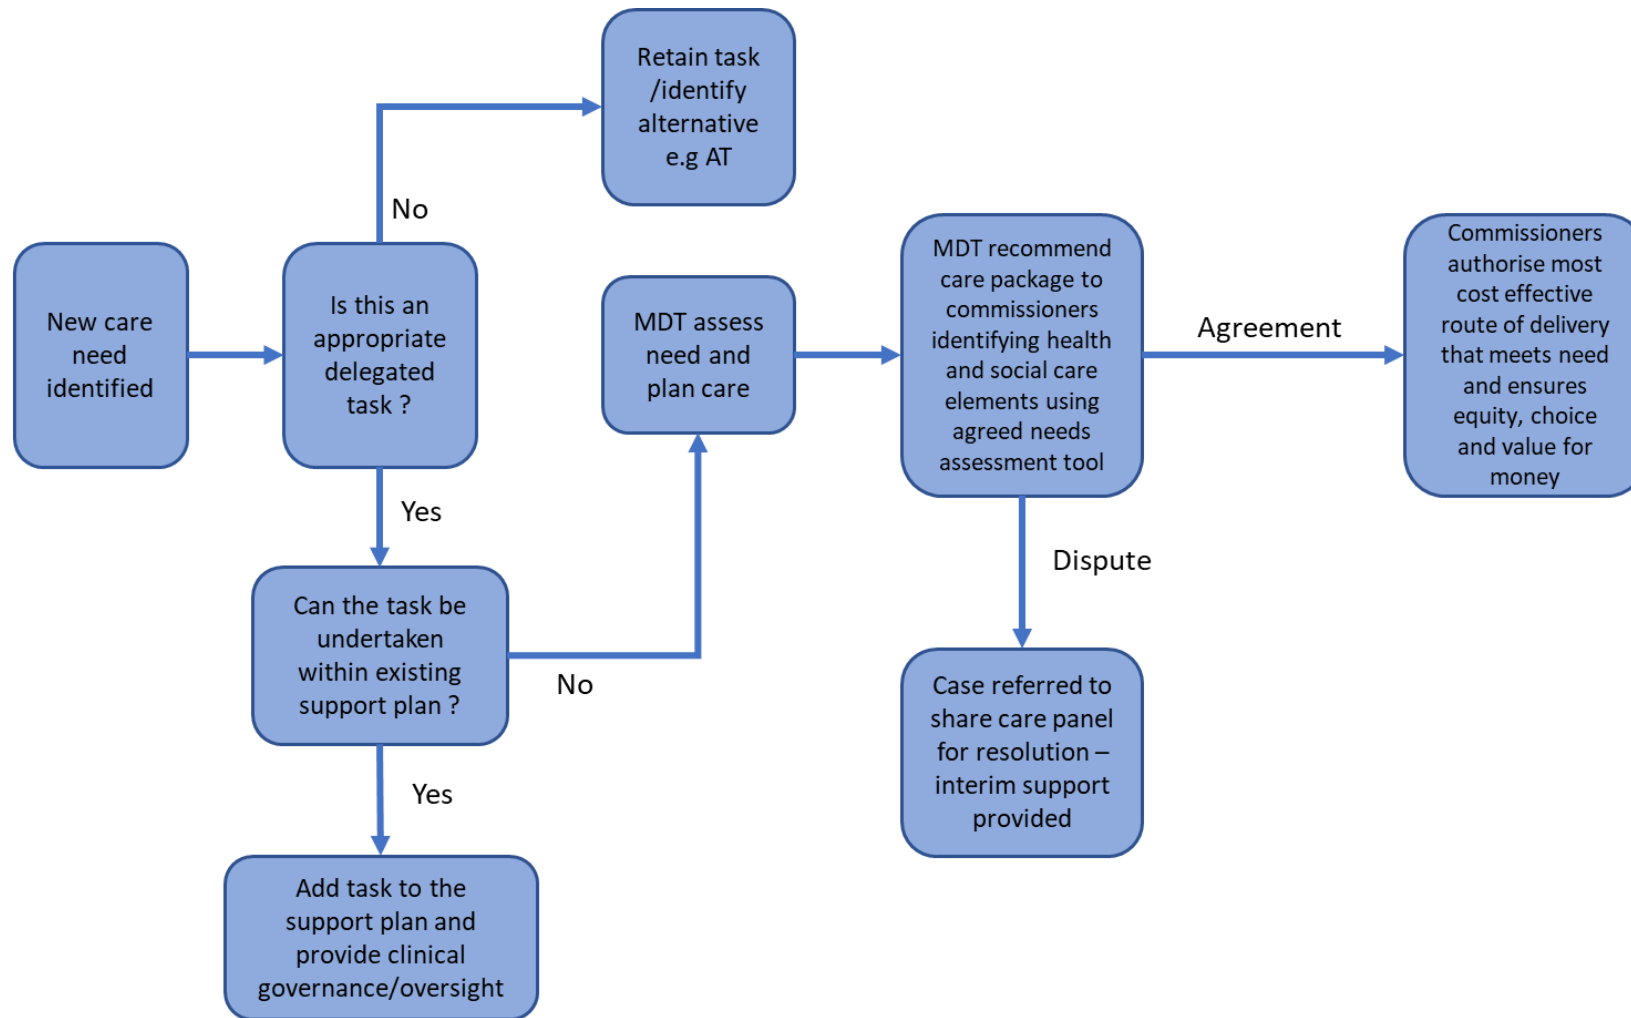 Retain task
/identify
alternative
e.g AT
No
New care
need
identified
Is this an
appropriate
delegated
task ?
MDT assess
need and
plan care
MDT recommend
care package to
commissioners
identifying health
and social care
elements using
agreed needs
assessment tool
Agreement
Commissioners
authorise most
cost effective
route of delivery
that meets need
and ensures
equity, choice
and value for
money
Yes
Dispute
Can the task be
undertaken
within existing
support plan ?
No
Case referred to
share care panel
for resolution –
interim support
provided
Yes
Add task to the
support plan and
provide clinical
governance/oversight